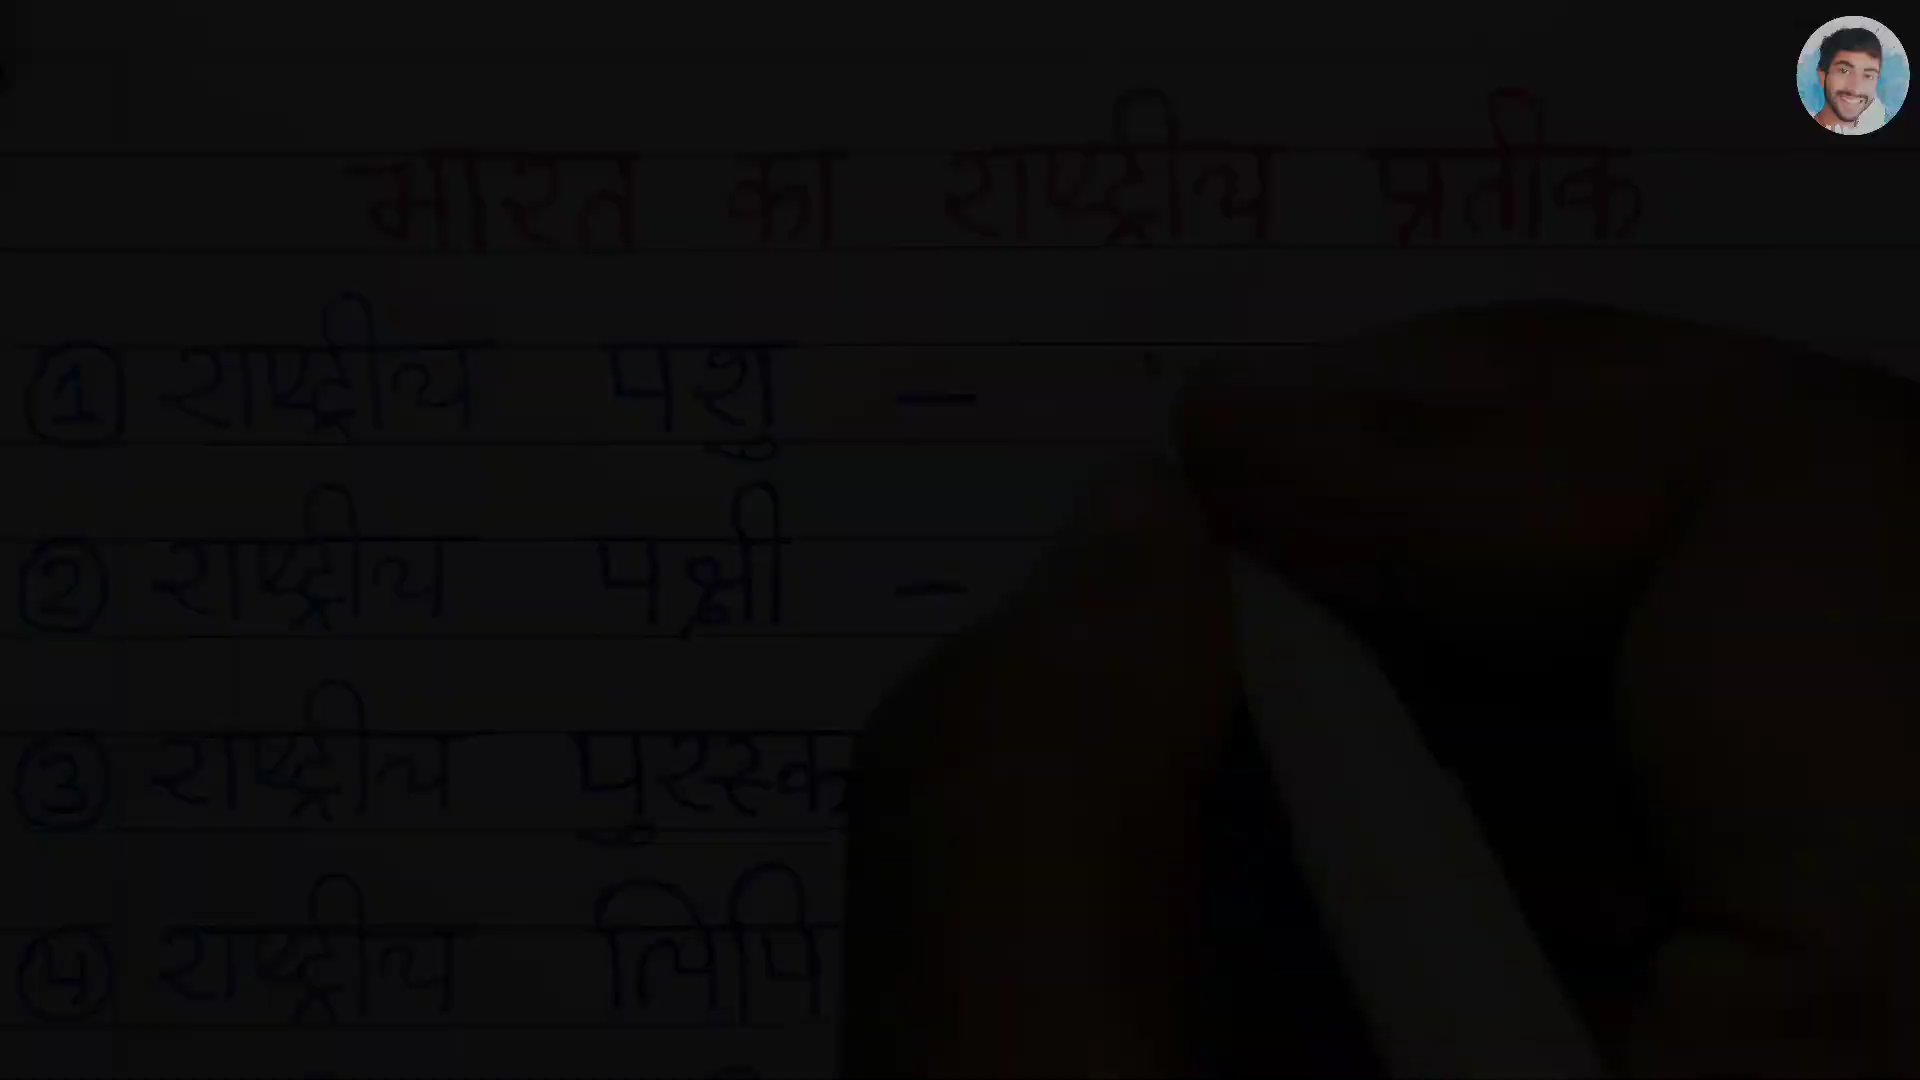 भारत का राष्ट्रीय प्रतीक
① राष्ट्रीय पशु —
② राष्ट्रीय पक्षी —
③ राष्ट्रीय
④ राष्ट्रीय लिपि